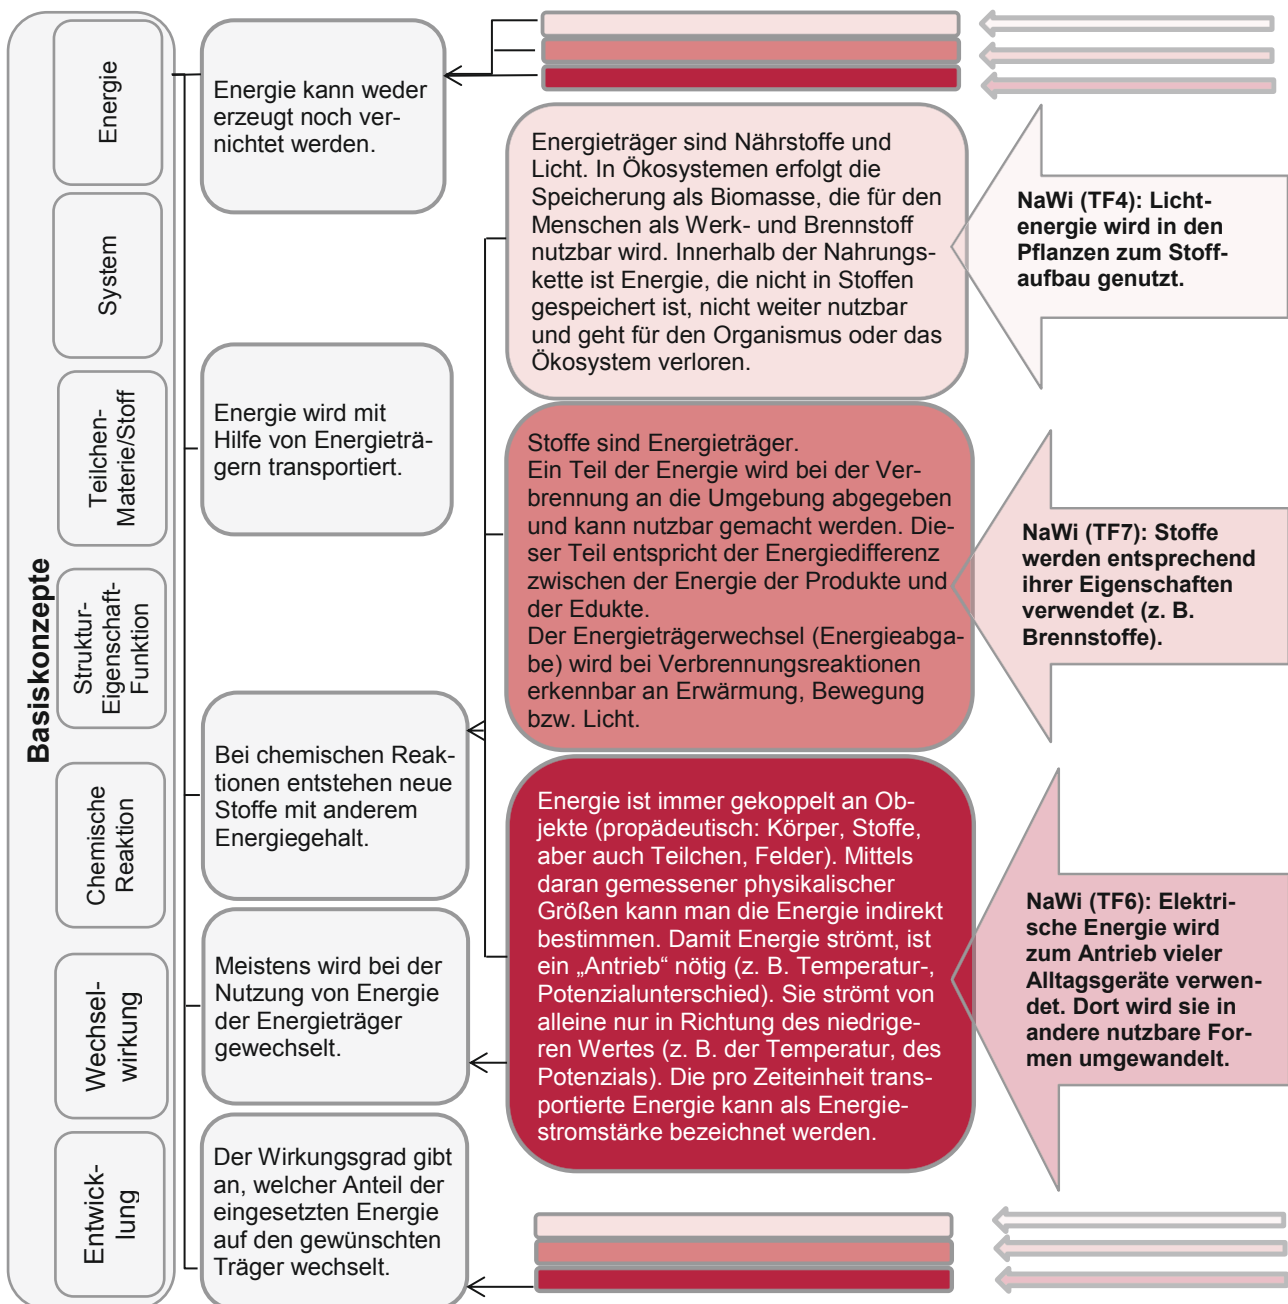 Basiskonzepte
Energie
System
Teilchen-
Materie/Stoff
Struktur-
Eigenschaft-
Funktion
Chemische
Reaktion
Wechsel-
wirkung
Entwick-
lung
Energie kann weder
erzeugt noch ver-
nichtet werden.
Energie wird mit
Hilfe von Energieträ-
gern transportiert.
Bei chemischen Reak-
tionen entstehen neue
Stoffe mit anderem
Energiegehalt.
Meistens wird bei der
Nutzung von Energie
der Energieträger
gewechselt.
Der Wirkungsgrad gibt
an, welcher Anteil der
eingesetzten Energie
auf den gewünschten
Träger wechselt.
Energieträger sind Nährstoffe und
Licht. In Ökosystemen erfolgt die
Speicherung als Biomasse, die für den
Menschen als Werk- und Brennstoff
nutzbar wird. Innerhalb der Nahrungs-
kette ist Energie, die nicht in Stoffen
gespeichert ist, nicht weiter nutzbar
und geht für den Organismus oder das
Ökosystem verloren.
Stoffe sind Energieträger.
Ein Teil der Energie wird bei der Ver-
brennung an die Umgebung abgegeben
und kann nutzbar gemacht werden. Die-
ser Teil entspricht der Energiedifferenz
zwischen der Energie der Produkte und
der Edukte.
Der Energieträgerwechsel (Energieabga-
be) wird bei Verbrennungsreaktionen
erkennbar an Erwärmung, Bewegung
bzw. Licht.
Energie ist immer gekoppelt an Ob-
jekte (propädeutisch: Körper, Stoffe,
aber auch Teilchen, Felder). Mittels
daran gemessener physikalischer
Größen kann man die Energie indirekt
bestimmen. Damit Energie strömt, ist
ein „Antrieb“ nötig (z. B. Temperatur-,
Potenzialunterschied). Sie strömt von
alleine nur in Richtung des niedrige-
ren Wertes (z. B. der Temperatur, des
Potenzials). Die pro Zeiteinheit trans-
portierte Energie kann als Energie-
stromstärke bezeichnet werden.
NaWi (TF4): Licht-
energie wird in den
Pflanzen zum Stoff-
aufbau genutzt.
NaWi (TF7): Stoffe
werden entsprechend
ihrer Eigenschaften
verwendet (z. B.
Brennstoffe).
NaWi (TF6): Elektri-
sche Energie wird
zum Antrieb vieler
Alltagsgeräte verwen-
det. Dort wird sie in
andere nutzbare For-
men umgewandelt.